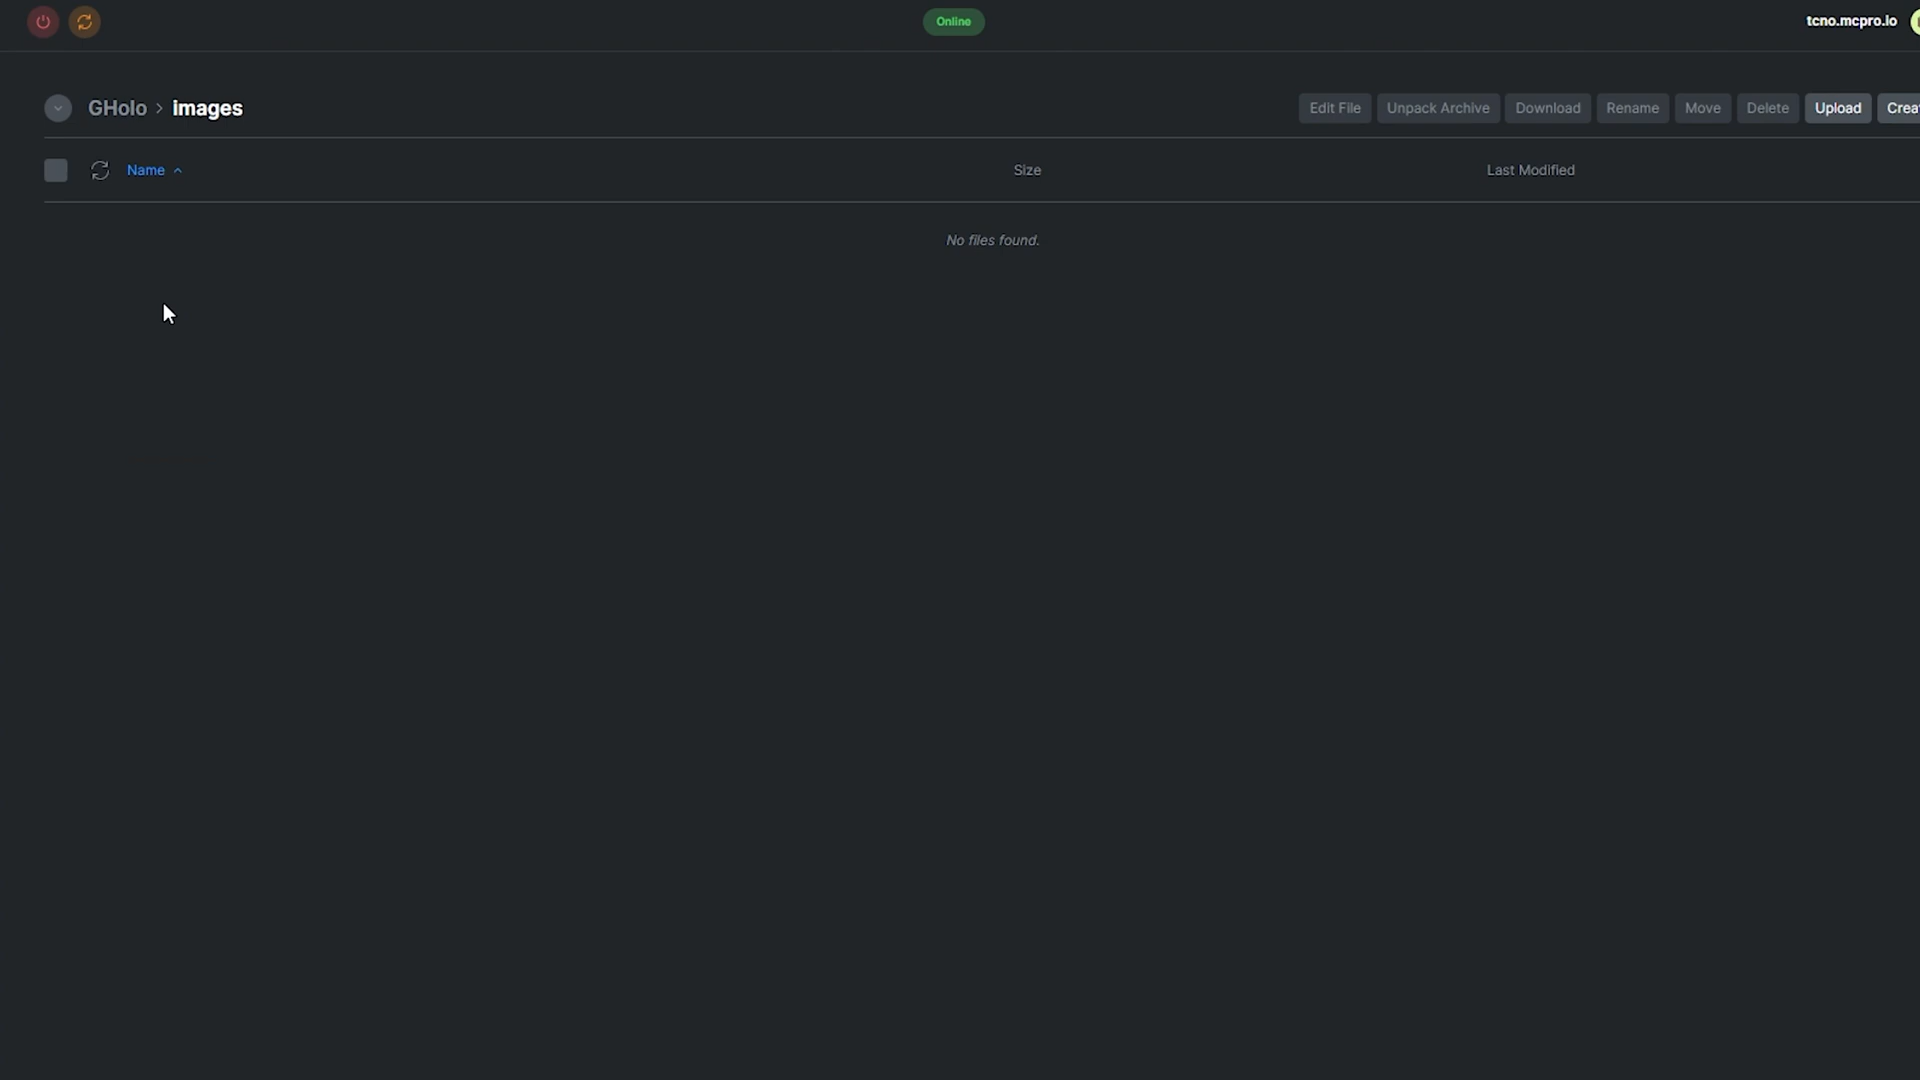 Online
tcno.mcpro.io
GHolo > images
Edit File Unpack Archive Download Rename Move Delete Upload
Name Size Last Modified
No files found.